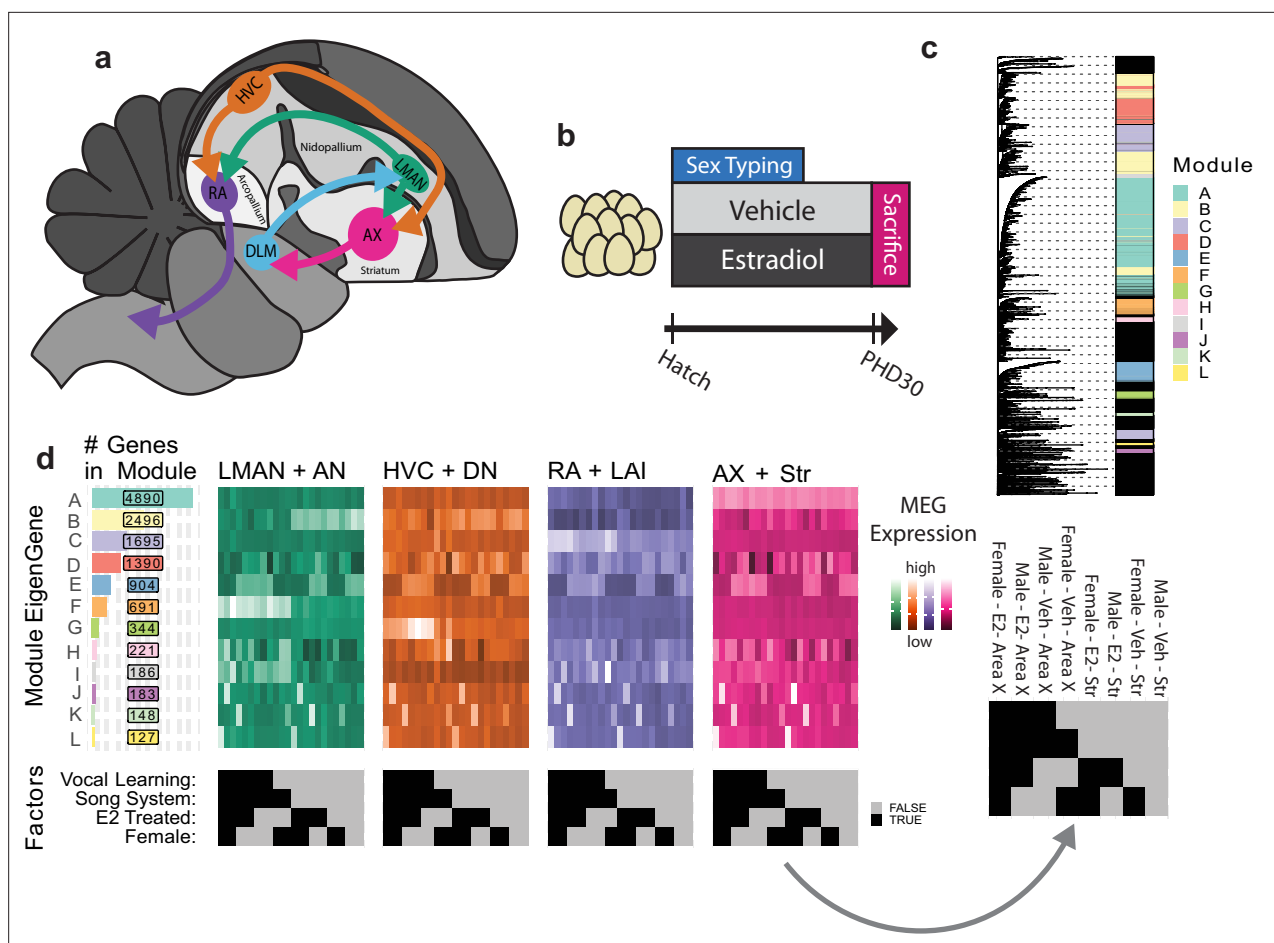 a
HVC
Nidopallium
LMAN
RA
Arcopallium
DLM
AX
Striatum
b
Sex Typing
Vehicle
Estradiol
Sacrifice
Hatch
PHD30
c
Module
A
B
C
D
E
F
G
H
I
J
K
L
d
# Genes
in Module
LMAN + AN
HVC + DN
RA + LAI
AX + Str
Module EigenGene
A 4890
B 2496
C 1695
D 1390
E 904
F 691
G 344
H 221
I 186
J 183
K 148
L 127
MEG
Expression
high
low
Factors
Vocal Learning:
Song System:
E2 Treated:
Female:
FALSE
TRUE
Female - E2- Area X
Male - E2- Area X
Male - Veh - Area X
Female - Veh - Area X
Female - E2 - Str
Male - E2 - Str
Female - Veh - Str
Male - Veh - Str